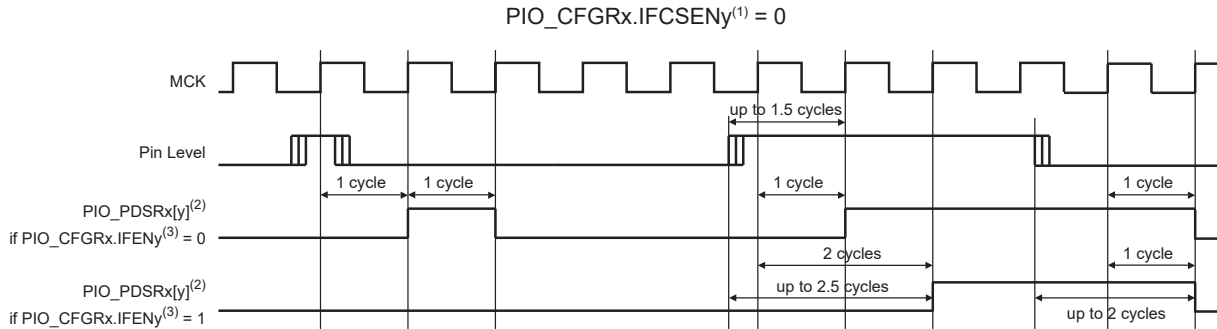 PIO_CFGRx.IFCSENy(1) = 0
MCK
up to 1.5 cycles
Pin Level
1 cycle
1 cycle
1 cycle
1 cycle
PIO_PDSRx[y](2)
if PIO_CFGRx.IFENy(3) = 0
2 cycles
1 cycle
PIO_PDSRx[y](2)
up to 2.5 cycles
if PIO_CFGRx.IFENy(3) = 1
up to 2 cycles